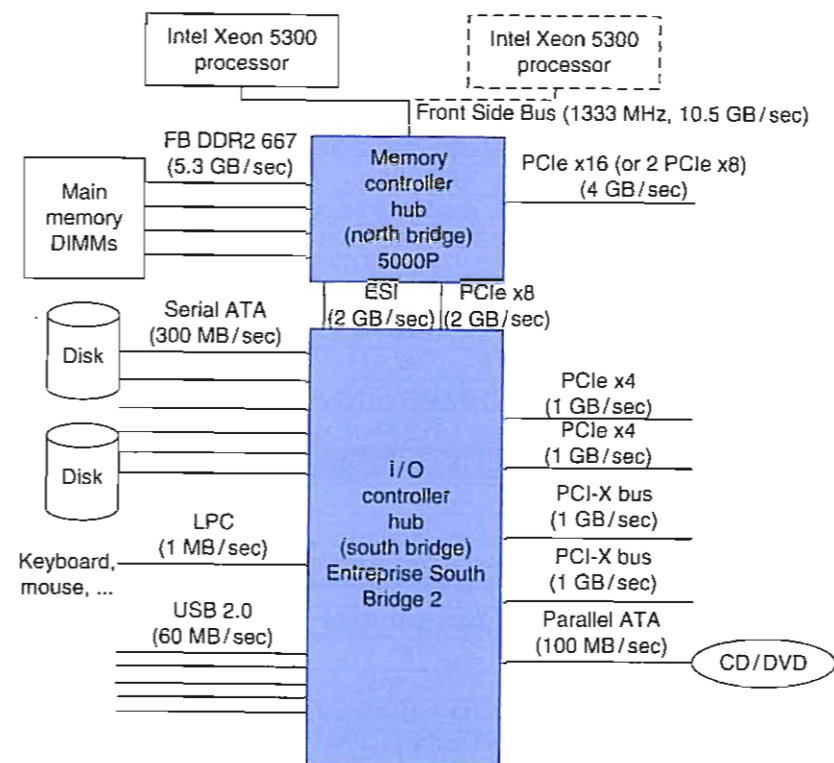 Intel Xeon 5300
processor
Intel Xeon 5300
processor
Front Side Bus (1333 MHz, 10.5 GB/sec)
FB DDR2 667
(5.3 GB/sec)
Main
memory
DIMMs
Memory
controller
hub
(north bridge)
5000P
PCIe x16 (or 2 PCIe x8)
(4 GB/sec)
ESI
(2 GB/sec)
PCIe x8
(2 GB/sec)
Serial ATA
(300 MB/sec)
Disk
Disk
LPC
(1 MB/sec)
Keyboard,
mouse, ...
USB 2.0
(60 MB/sec)
I/O
controller
hub
(south bridge)
Entreprise South
Bridge 2
PCIe x4
(1 GB/sec)
PCIe x4
(1 GB/sec)
PCI-X bus
(1 GB/sec)
PCI-X bus
(1 GB/sec)
Parallel ATA
(100 MB/sec)
CD/DVD